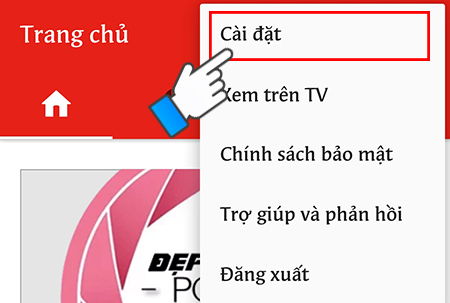 Trang chủ
Cài đặt
Xem trên TV
Chính sách bảo mật
Trợ giúp và phản hồi
Đăng xuất
ĐẸP